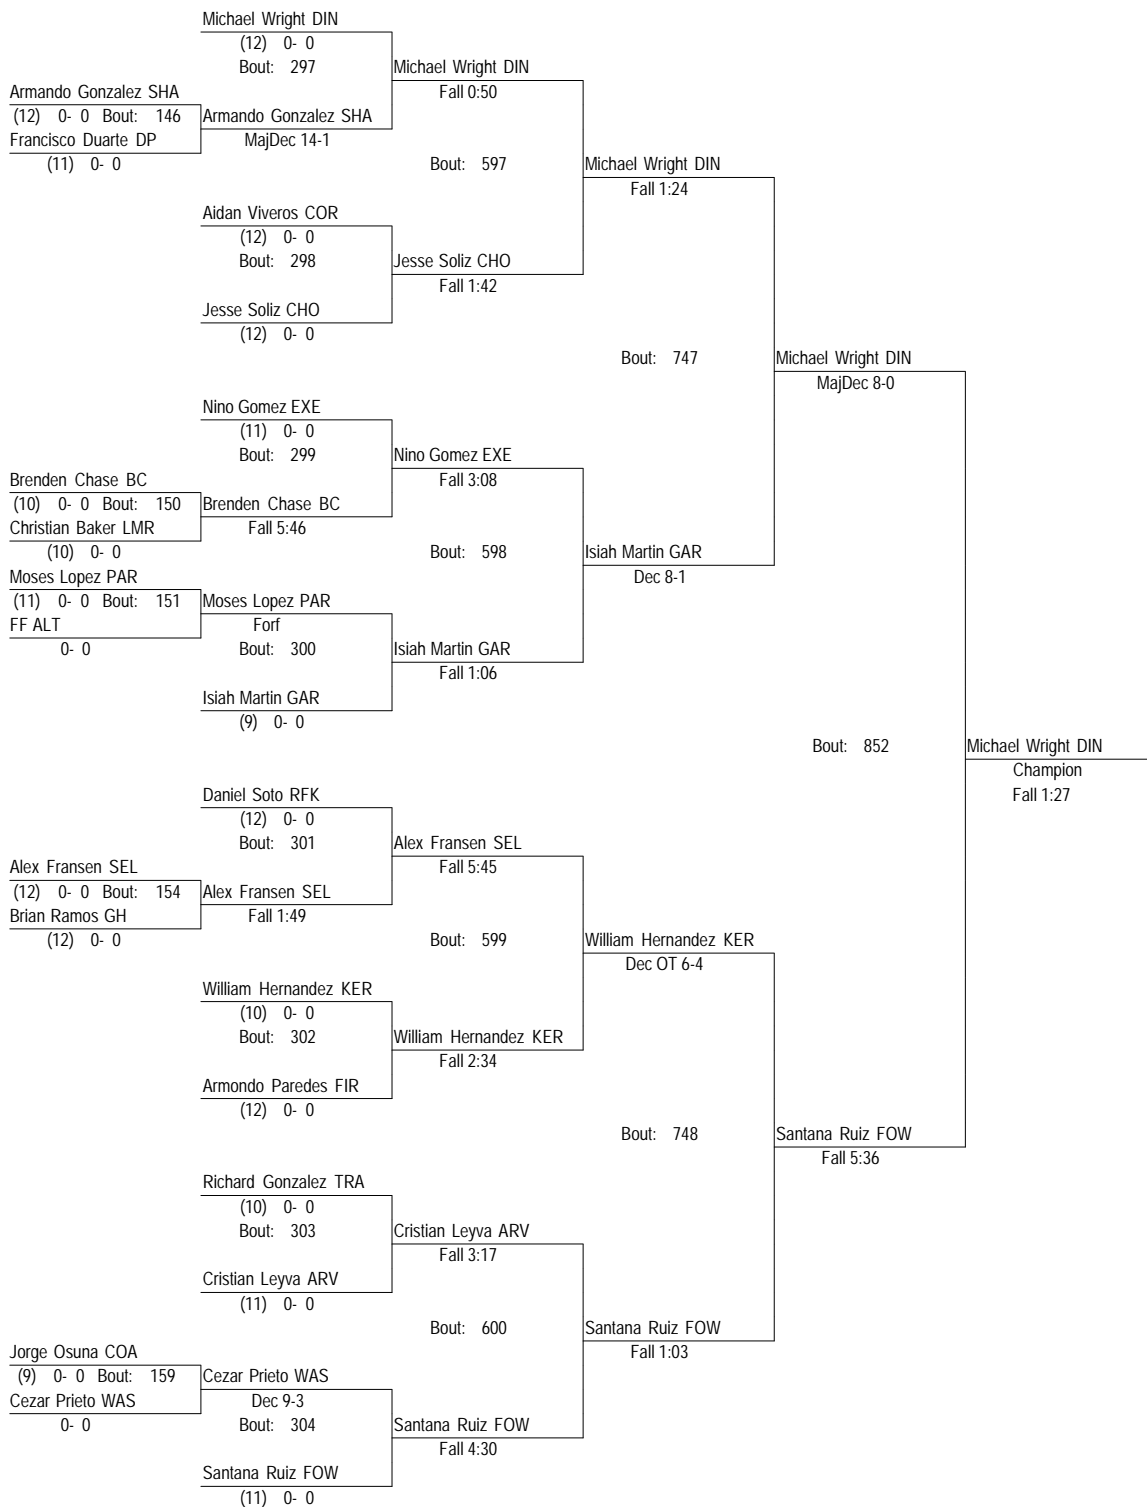 Michael Wright DIN
(12) 0- 0
Bout: 297
Michael Wright DIN
Fall 0:50
Armando Gonzalez SHA
(12) 0- 0 Bout: 146
Armando Gonzalez SHA
Francisco Duarte DP
MajDec 14-1
(11) 0- 0
Bout: 597
Michael Wright DIN
Fall 1:24
Aidan Viveros COR
(12) 0- 0
Bout: 298
Jesse Soliz CHO
Fall 1:42
Jesse Soliz CHO
(12) 0- 0
Bout: 747
Michael Wright DIN
MajDec 8-0
Nino Gomez EXE
(11) 0- 0
Bout: 299
Nino Gomez EXE
Fall 3:08
Brenden Chase BC
(10) 0- 0 Bout: 150
Brenden Chase BC
Christian Baker LMR
Fall 5:46
(10) 0- 0
Bout: 598
Isiah Martin GAR
Dec 8-1
Moses Lopez PAR
(11) 0- 0 Bout: 151
Moses Lopez PAR
FF ALT
Forf
0- 0
Bout: 300
Isiah Martin GAR
Fall 1:06
Isiah Martin GAR
(9) 0- 0
Bout: 852
Michael Wright DIN
Champion
Fall 1:27
Daniel Soto RFK
(12) 0- 0
Bout: 301
Alex Fransen SEL
Fall 5:45
Alex Fransen SEL
(12) 0- 0 Bout: 154
Alex Fransen SEL
Brian Ramos GH
Fall 1:49
(12) 0- 0
Bout: 599
William Hernandez KER
Dec OT 6-4
William Hernandez KER
(10) 0- 0
Bout: 302
William Hernandez KER
Fall 2:34
Armondo Paredes FIR
(12) 0- 0
Bout: 748
Santana Ruiz FOW
Fall 5:36
Richard Gonzalez TRA
(10) 0- 0
Bout: 303
Cristian Leyva ARV
Fall 3:17
Cristian Leyva ARV
(11) 0- 0
Bout: 600
Santana Ruiz FOW
Fall 1:03
Jorge Osuna COA
(9) 0- 0 Bout: 159
Cezar Prieto WAS
Cezar Prieto WAS
Dec 9-3
0- 0
Bout: 304
Santana Ruiz FOW
Fall 4:30
Santana Ruiz FOW
(11) 0- 0